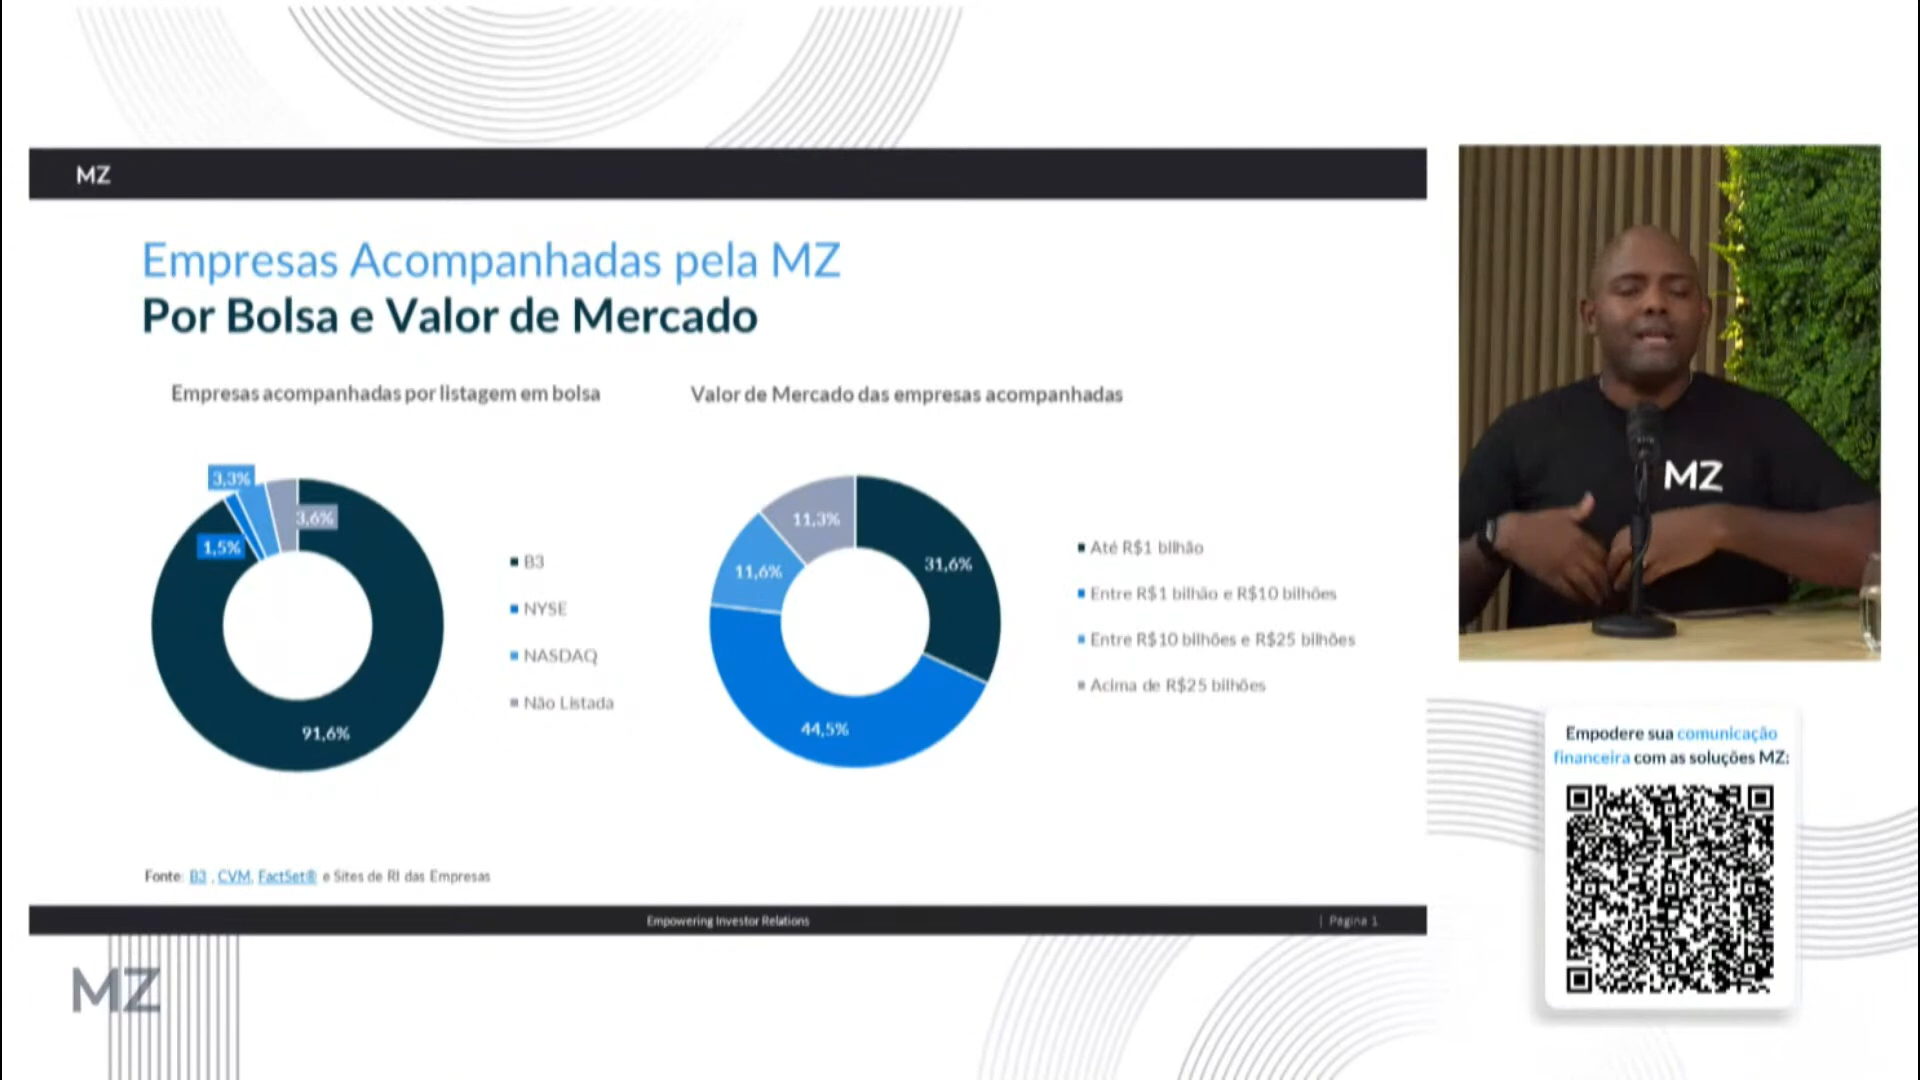 MZ
Empresas Acompanhadas pela MZ
Por Bolsa e Valor de Mercado
Empresas acompanhadas por listagem em bolsa
3,3%
3,6%
1,5%
91,6%
B3
NYSE
NASDAQ
Não Listada
Valor de Mercado das empresas acompanhadas
11,3%
31,6%
11,6%
44,5%
Até R$1 bilhão
Entre R$1 bilhão e R$10 bilhões
Entre R$10 bilhões e R$25 bilhões
Acima de R$25 bilhões
Fonte: B3 , CVM, FactSet® e Sites de RI das Empresas
Empowering Investor Relations
| Página 1
MZ
Empodere sua comunicação
financeira com as soluções MZ:
MZ